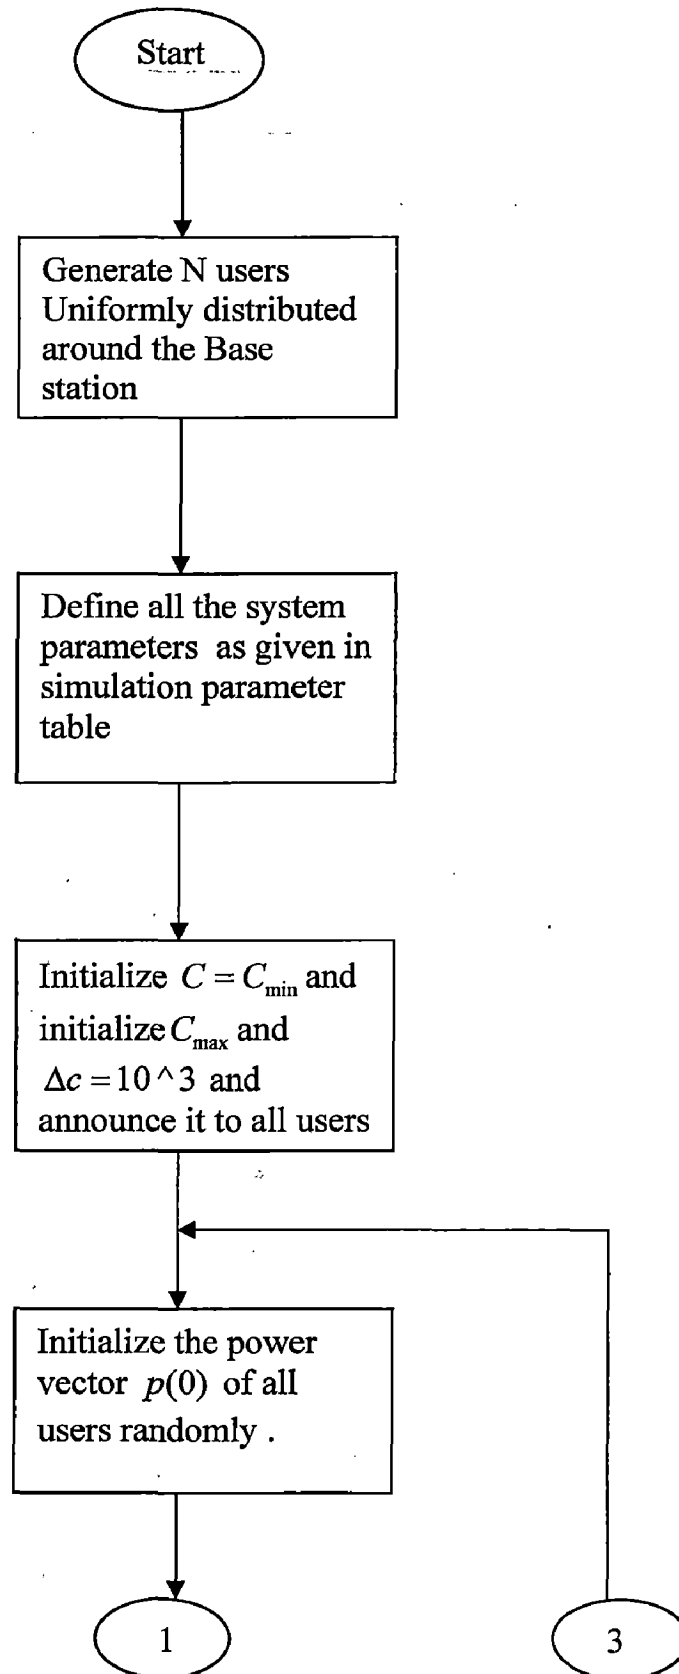 Start
Generate N users
Uniformly distributed
around the Base
station
Define all the system
parameters as given in
simulation parameter
table
Initialize C = C_min and
initialize C_max and
Δc = 10^3 and
announce it to all users
Initialize the power
vector p(0) of all
users randomly .
1
3